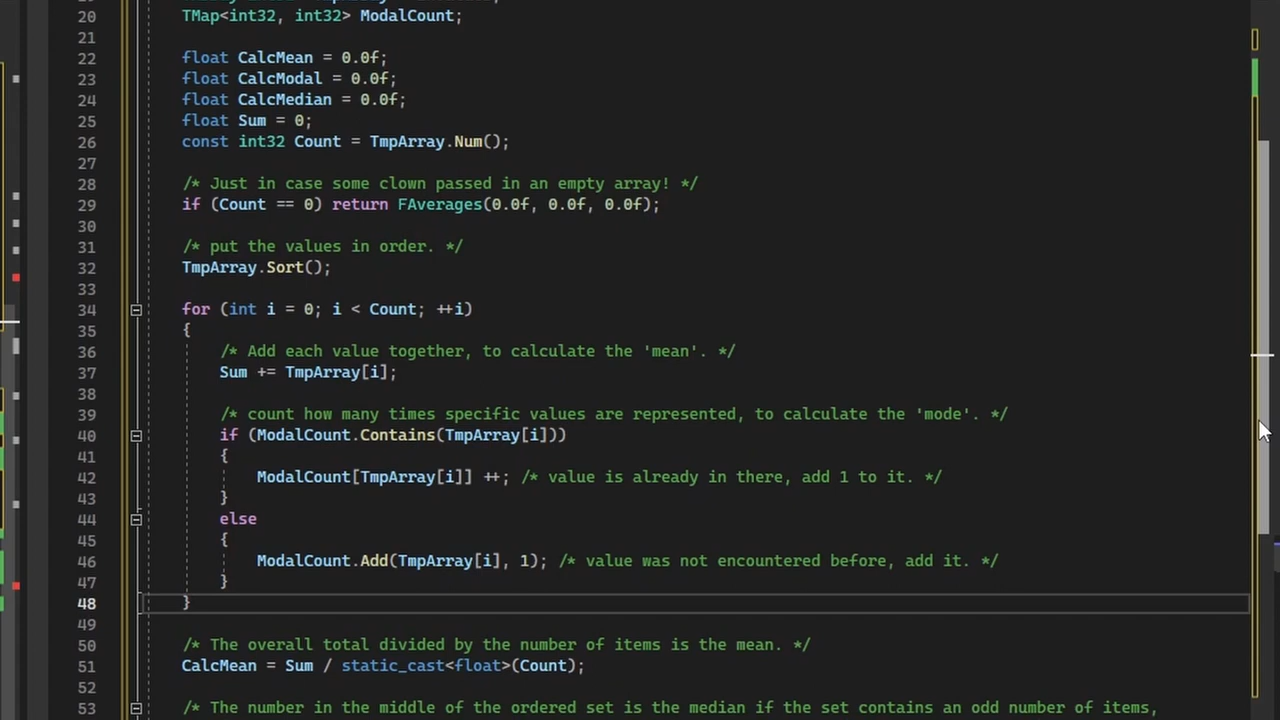 20 TMap<int32, int32> ModalCount;
21
22 float CalcMean = 0.0f;
23 float CalcModal = 0.0f;
24 float CalcMedian = 0.0f;
25 float Sum = 0;
26 const int32 Count = TmpArray.Num();
27
28 /* Just in case some clown passed in an empty array! */
29 if (Count == 0) return FAverages(0.0f, 0.0f, 0.0f);
30
31 /* put the values in order. */
32 TmpArray.Sort();
33
34 for (int i = 0; i < Count; ++i)
35 {
36 /* Add each value together, to calculate the 'mean'. */
37 Sum += TmpArray[i];
38
39 /* count how many times specific values are represented, to calculate the 'mode'. */
40 if (ModalCount.Contains(TmpArray[i]))
41 {
42 ModalCount[TmpArray[i]] ++; /* value is already in there, add 1 to it. */
43 }
44 else
45 {
46 ModalCount.Add(TmpArray[i], 1); /* value was not encountered before, add it. */
47 }
48 }
49
50 /* The overall total divided by the number of items is the mean. */
51 CalcMean = Sum / static_cast<float>(Count);
52
53 /* The number in the middle of the ordered set is the median if the set contains an odd number of items,